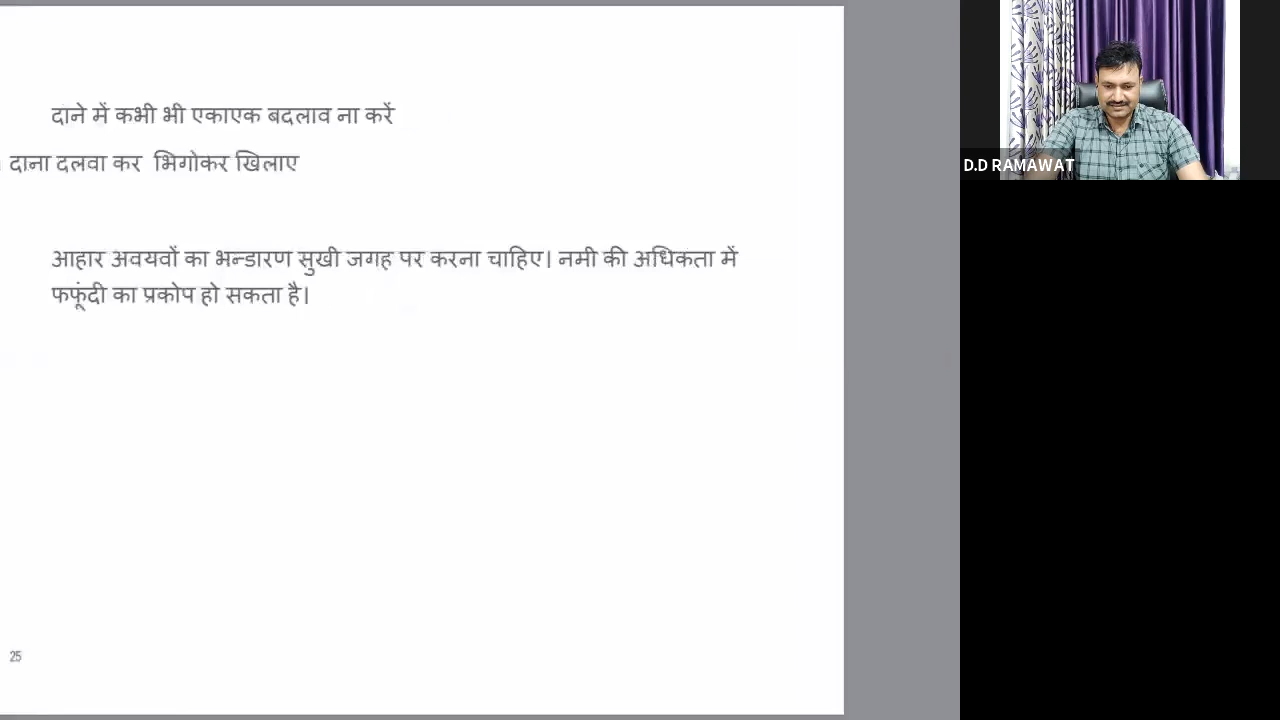 दाने में कभी भी एकाएक बदलाव ना करें
दाना दलवा कर भिगोकर खिलाए
आहार अवयवों का भन्डारण सुखी जगह पर करना चाहिए। नमी की अधिकता में
फफूंदी का प्रकोप हो सकता है।
25
D.D RAMAWAT